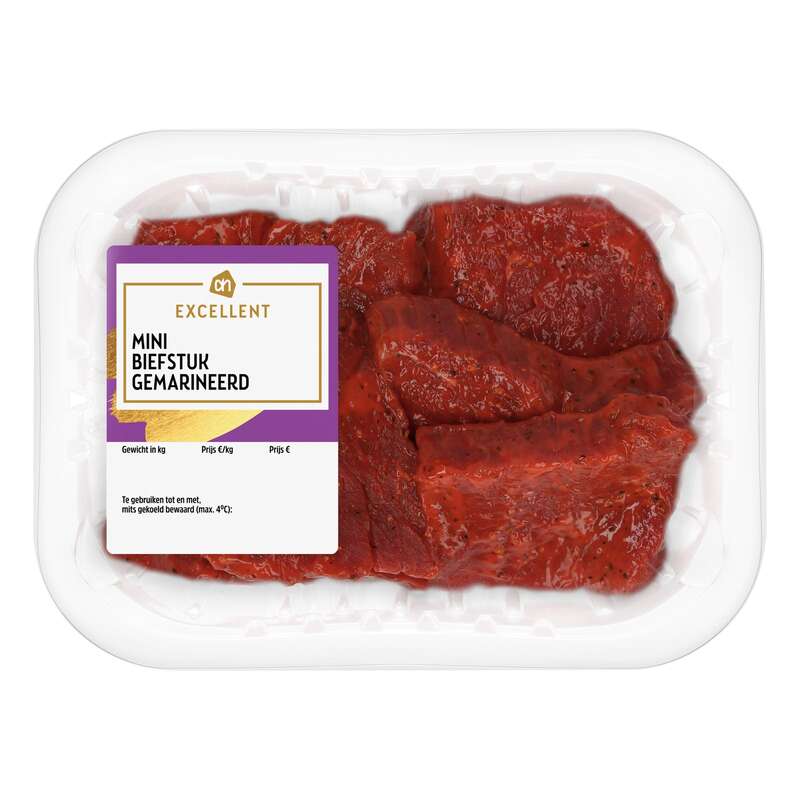 EXCELLENT
MINI
BIEFSTUK
GEMARINEERD
Gewicht in kg Prijs €/kg Prijs €
Te gebruiken tot en met,
mits gekoeld bewaard (max. 4°C):